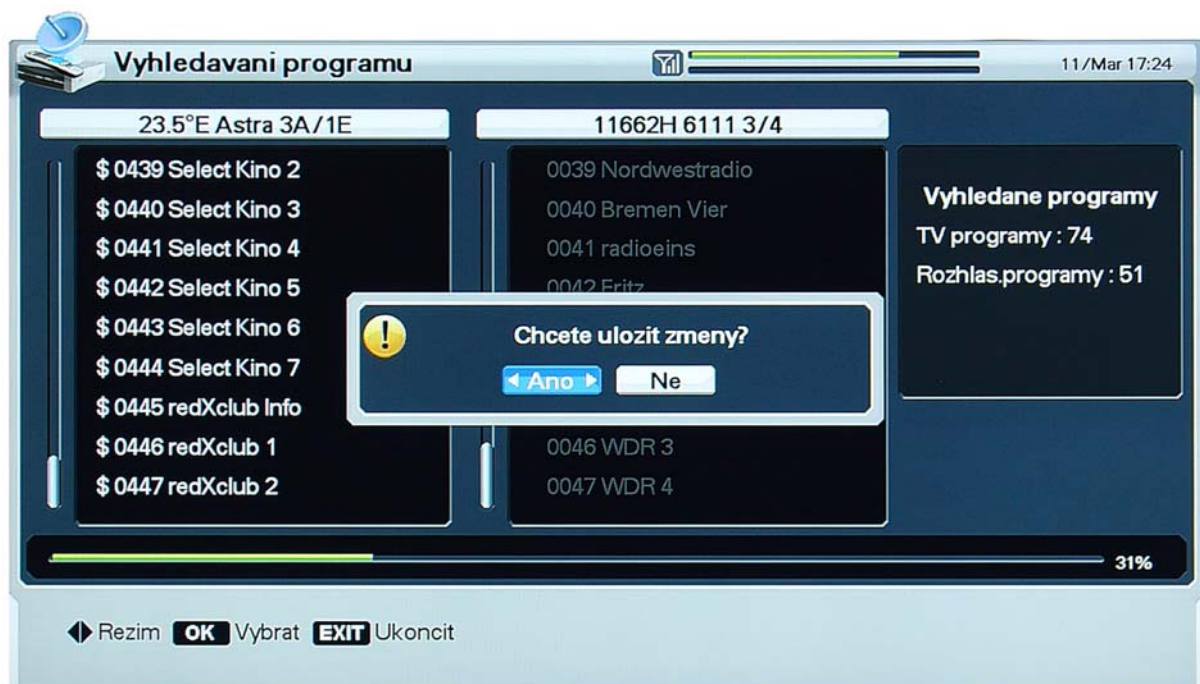 Vyhledavani programu
11/Mar 17:24
23.5°E Astra 3A/1E
$ 0439 Select Kino 2
$ 0440 Select Kino 3
$ 0441 Select Kino 4
$ 0442 Select Kino 5
$ 0443 Select Kino 6
$ 0444 Select Kino 7
$ 0445 redXclub Info
$ 0446 redXclub 1
$ 0447 redXclub 2
11662H 6111 3/4
0039 Nordwestradio
0040 Bremen Vier
0041 radioeins
0042 Fritz
0046 WDR 3
0047 WDR 4
Vyhledane programy
TV programy : 74
Rozhlas.programy : 51
Chcete ulozit zmeny?
Ano Ne
31%
Rezim OK Vybrat EXIT Ukoncit